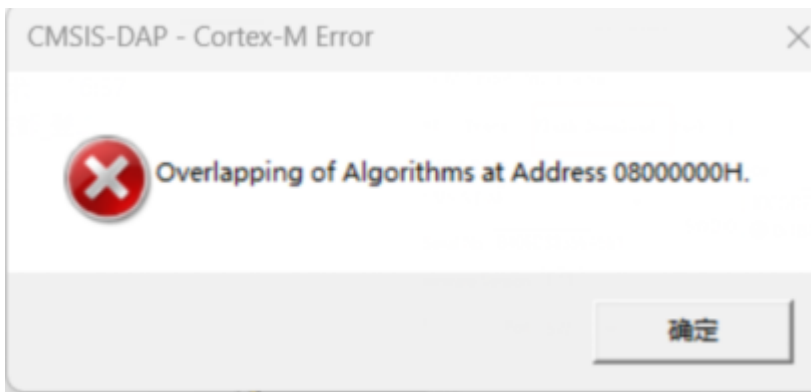 CMSIS-DAP - Cortex-M Error
Overlapping of Algorithms at Address 08000000H.
确定